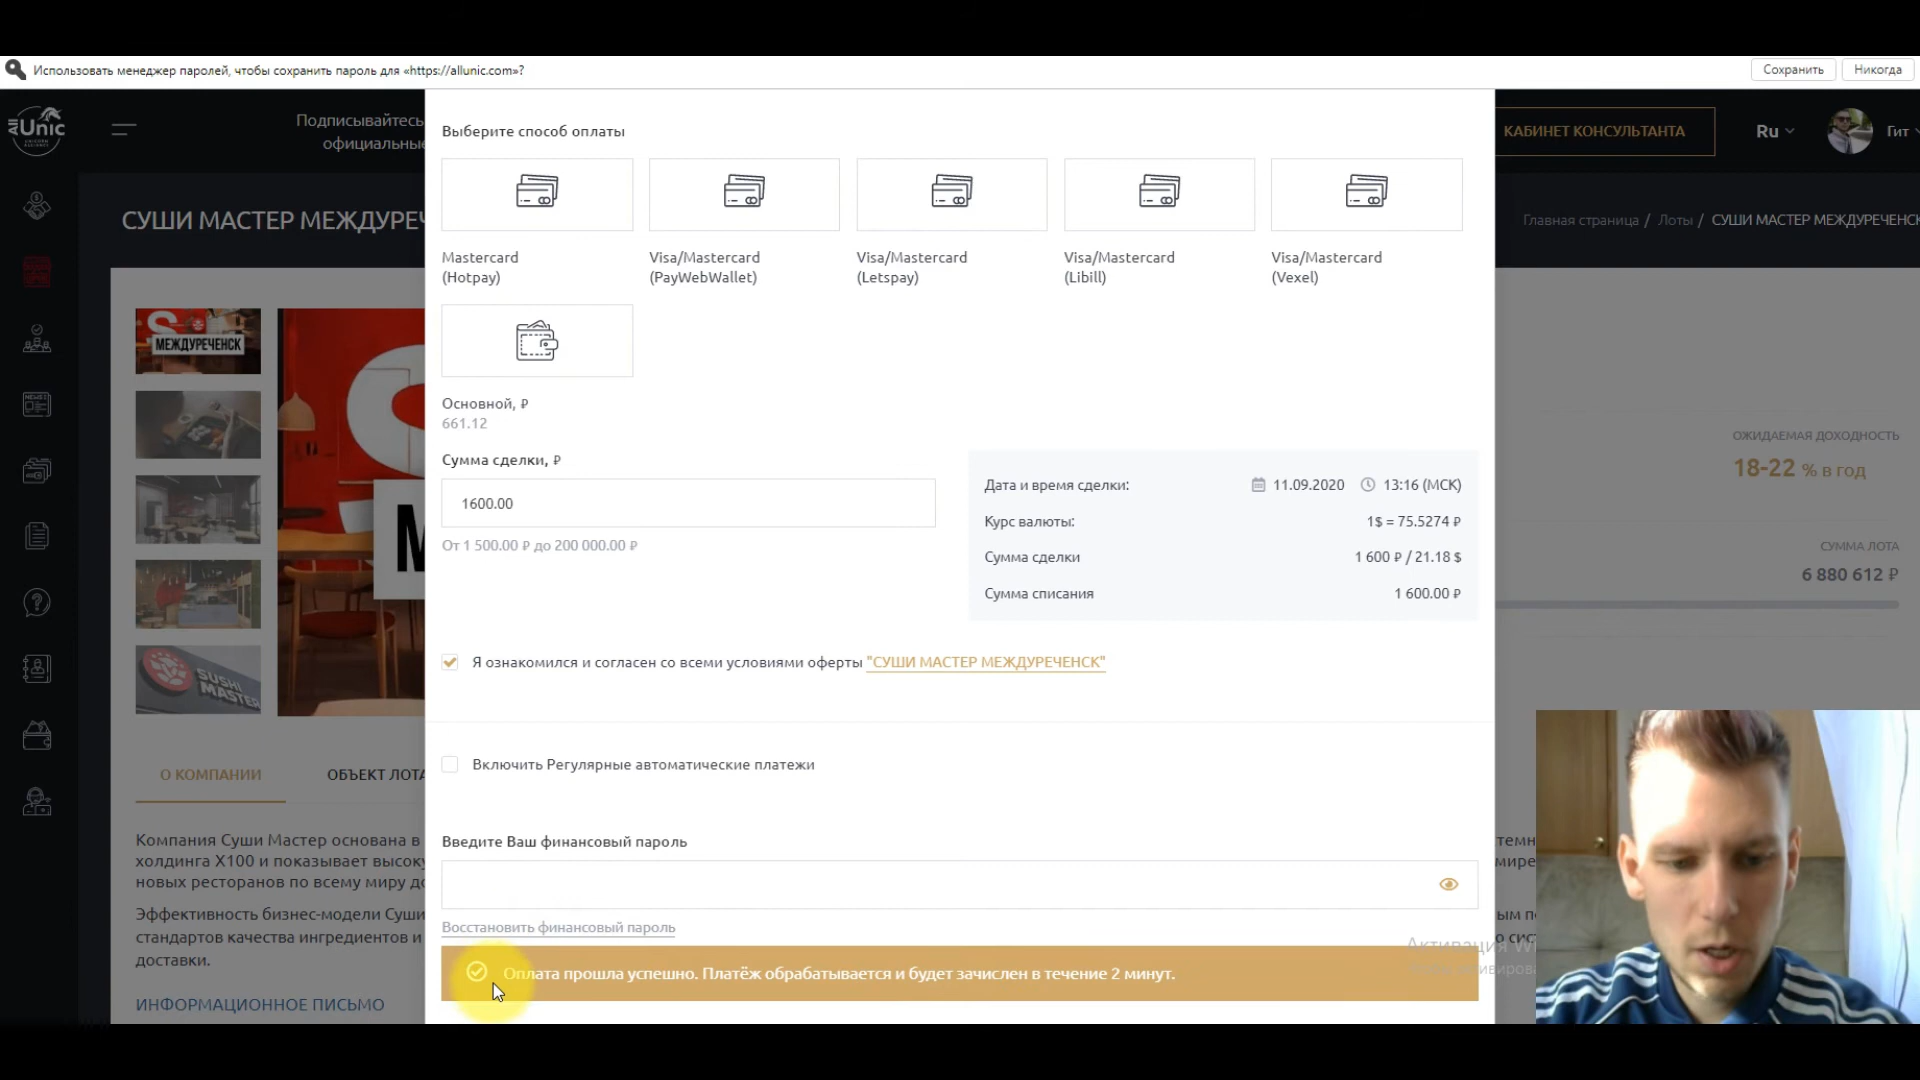 Использовать менеджер паролей, чтобы сохранить пароль для «https://allunic.com»?
Сохранить
Никогда
All Unic
Подписывайтесь
официальные
КАБИНЕТ КОНСУЛЬТАНТА
Ru
Гит
СУШИ МАСТЕР МЕЖДУРЕЧ
Главная страница / Лоты / СУШИ МАСТЕР МЕЖДУРЕЧЕНСК
Выберите способ оплаты
Mastercard
(Hotpay)
Visa/Mastercard
(PayWebWallet)
Visa/Mastercard
(Letspay)
Visa/Mastercard
(Libill)
Visa/Mastercard
(Vexel)
Основной, ₽
661.12
Сумма сделки, ₽
1600.00
От 1 500.00 ₽ до 200 000.00 ₽
Дата и время сделки: 11.09.2020 13:16 (МСК)
Курс валюты: 1$ = 75.5274 ₽
Сумма сделки 1 600 ₽ / 21.18 $
Сумма списания 1 600.00 ₽
Я ознакомился и согласен со всеми условиями оферты "СУШИ МАСТЕР МЕЖДУРЕЧЕНСК"
Включить Регулярные автоматические платежи
Введите Ваш финансовый пароль
Восстановить финансовый пароль
Оплата прошла успешно. Платёж обрабатывается и будет зачислен в течение 2 минут.
МЕЖДУРЕЧЕНСК
SUSHI
MASTER
ОЖИДАЕМАЯ ДОХОДНОСТЬ
18-22 % в год
СУММА ЛОТА
6 880 612 ₽
О КОМПАНИИ
ОБЪЕКТ ЛОТА
Компания Суши Мастер основана в
холдинга X100 и показывает высок
новых ресторанов по всему миру д
Эффективность бизнес-модели Суши
стандартов качества ингредиентов и
доставки.
ИНФОРМАЦИОННОЕ ПИСЬМО